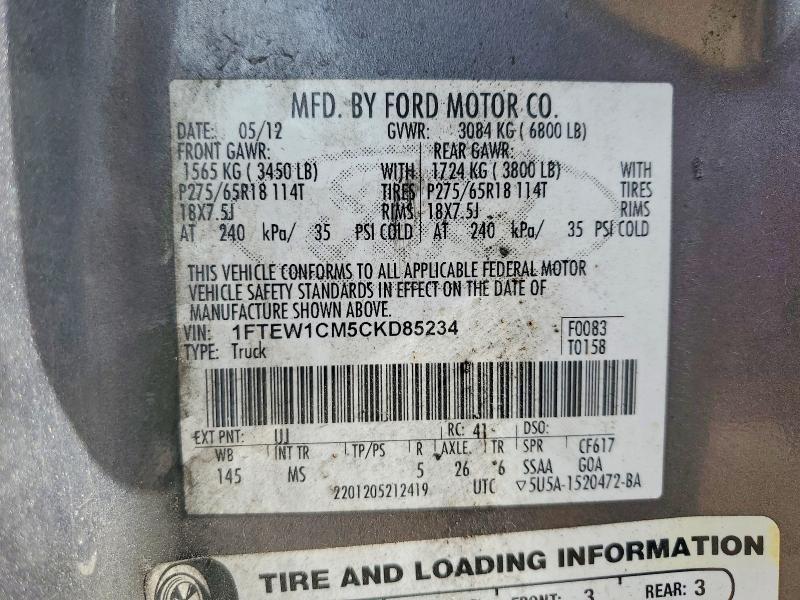 MFD. BY FORD MOTOR CO.
DATE: 05/12 GVWR: 3084 KG ( 6800 LB)
FRONT GAWR: REAR GAWR:
1565 KG ( 3450 LB) WITH 1724 KG ( 3800 LB) WITH
P275/65R18 114T TIRES P275/65R18 114T TIRES
18X7.5J RIMS 18X7.5J RIMS
AT 240 kPa/ 35 PSI COLD AT 240 kPa/ 35 PSI COLD
THIS VEHICLE CONFORMS TO ALL APPLICABLE FEDERAL MOTOR
VEHICLE SAFETY STANDARDS IN EFFECT ON THE DATE OF
MANUFACTURE SHOWN ABOVE.
VIN: 1FTEW1CM5CKD85234 F0083
TYPE: Truck T0158
EXT PNT: UJ RC: 41 DSO:
WB INT TR TP/PS R AXLE TR SPR CF617
145 MS 5 26 6 SSAA GOA
2201205212419 UTC ▽5U5A-1520472-BA
TIRE AND LOADING INFORMATION
FRONT: 3 REAR: 3